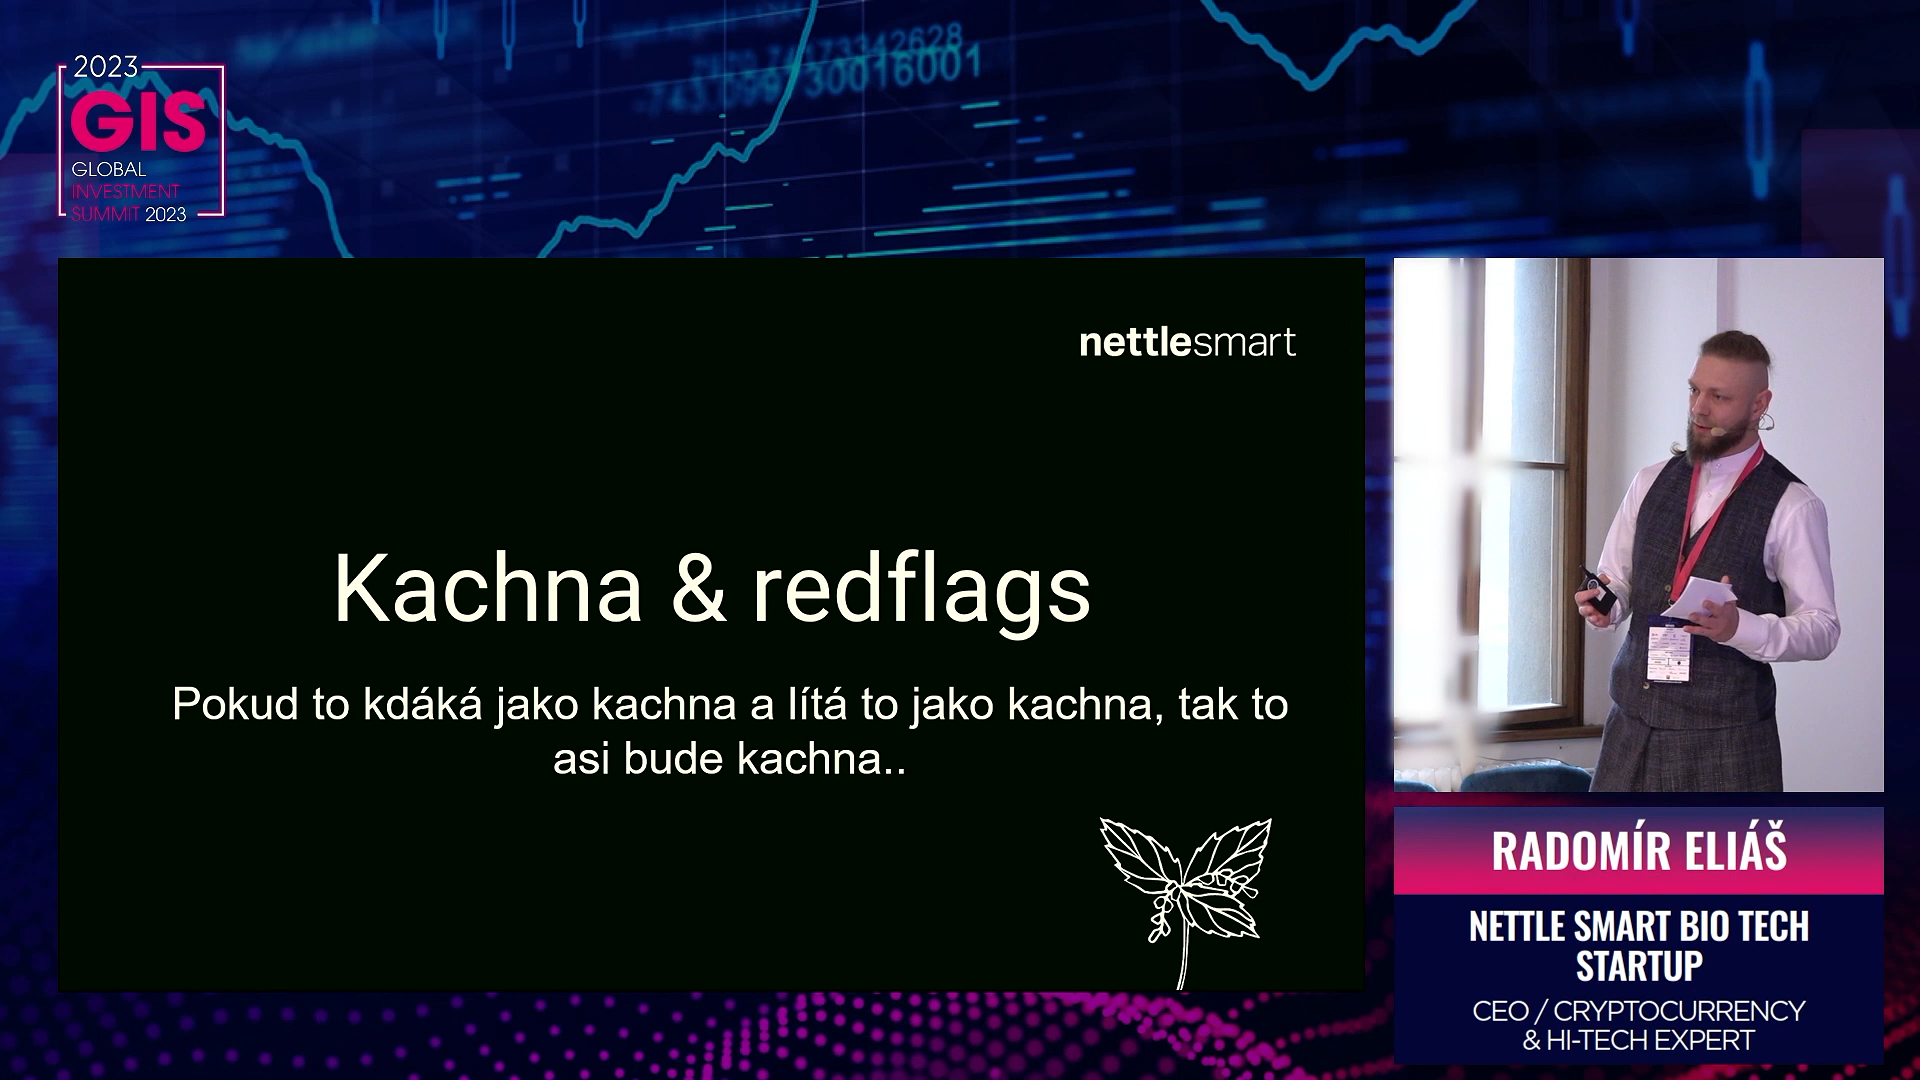 2023
GIS
GLOBAL
INVESTMENT
SUMMIT 2023
nettlesmart
Kachna & redflags
Pokud to kdáká jako kachna a lítá to jako kachna, tak to
asi bude kachna..
RADOMÍR ELIÁŠ
NETTLE SMART BIO TECH
STARTUP
CEO / CRYPTOCURRENCY
& HI-TECH EXPERT